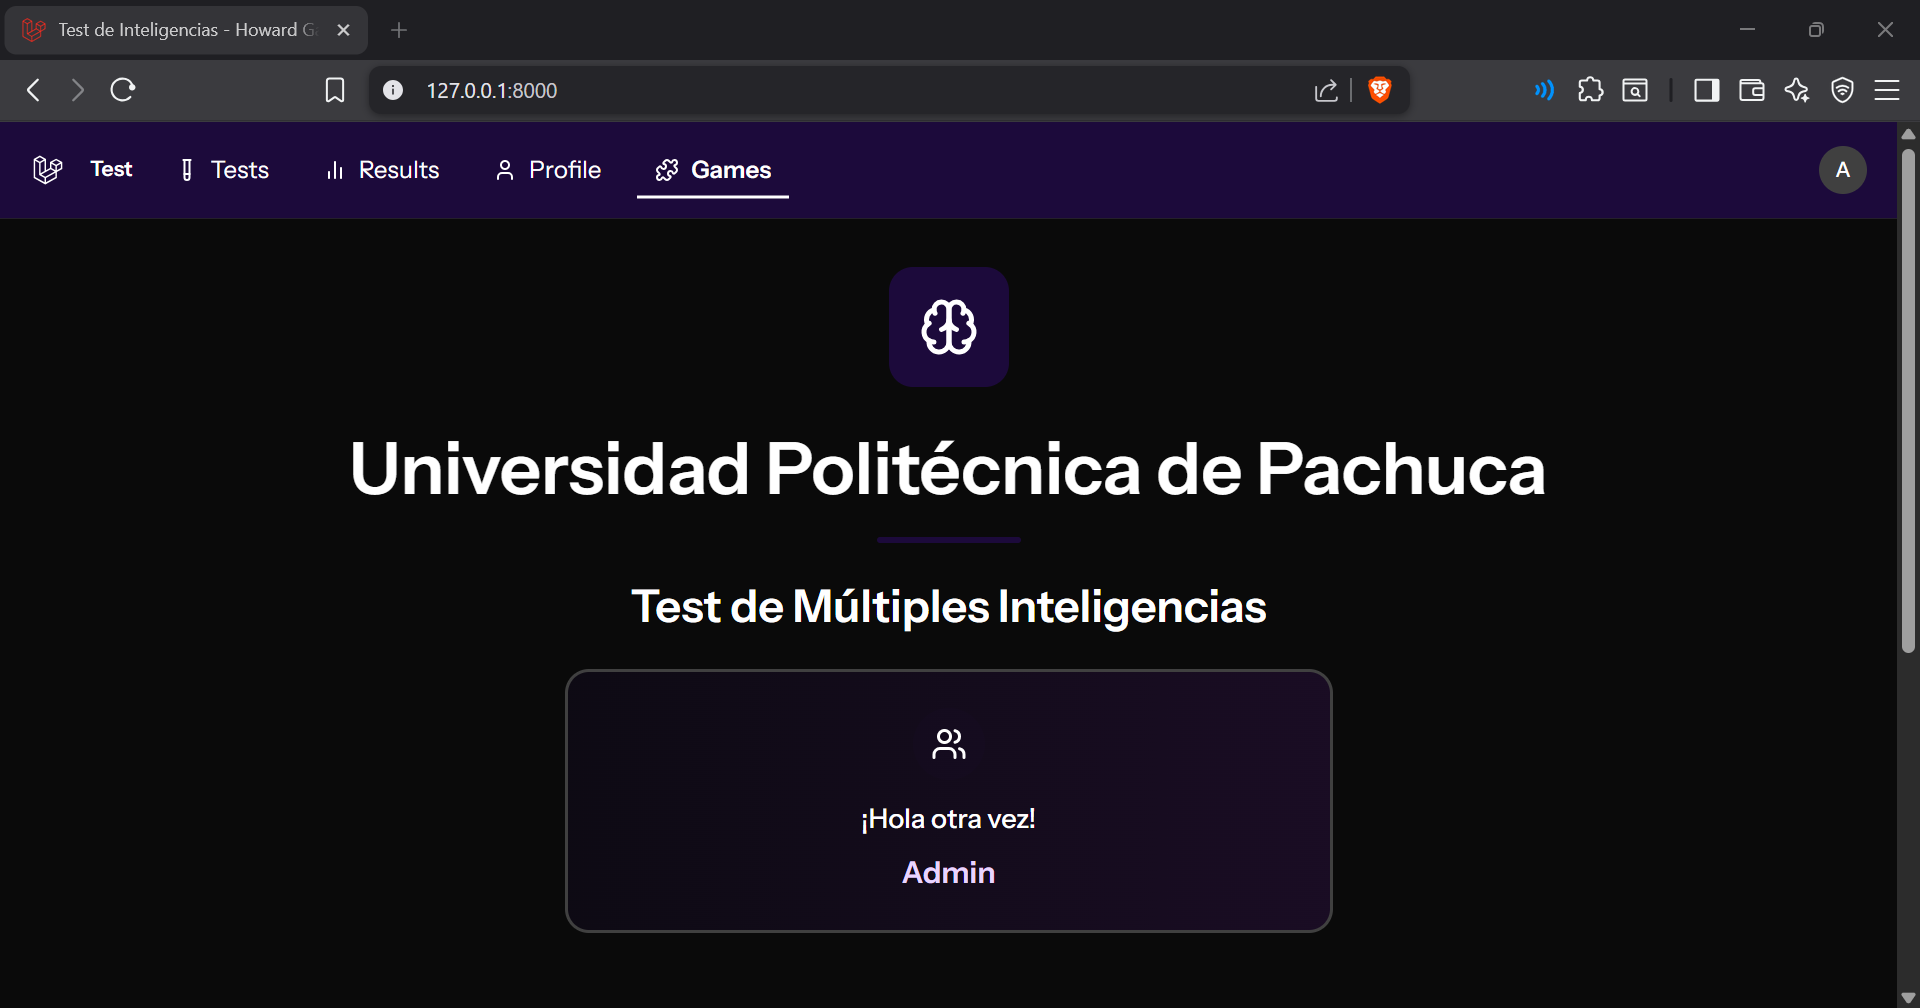 Test de Inteligencias - Howard G
127.0.0.1:8000
Test
Tests
Results
Profile
Games
A
Universidad Politécnica de Pachuca
Test de Múltiples Inteligencias
¡Hola otra vez!
Admin